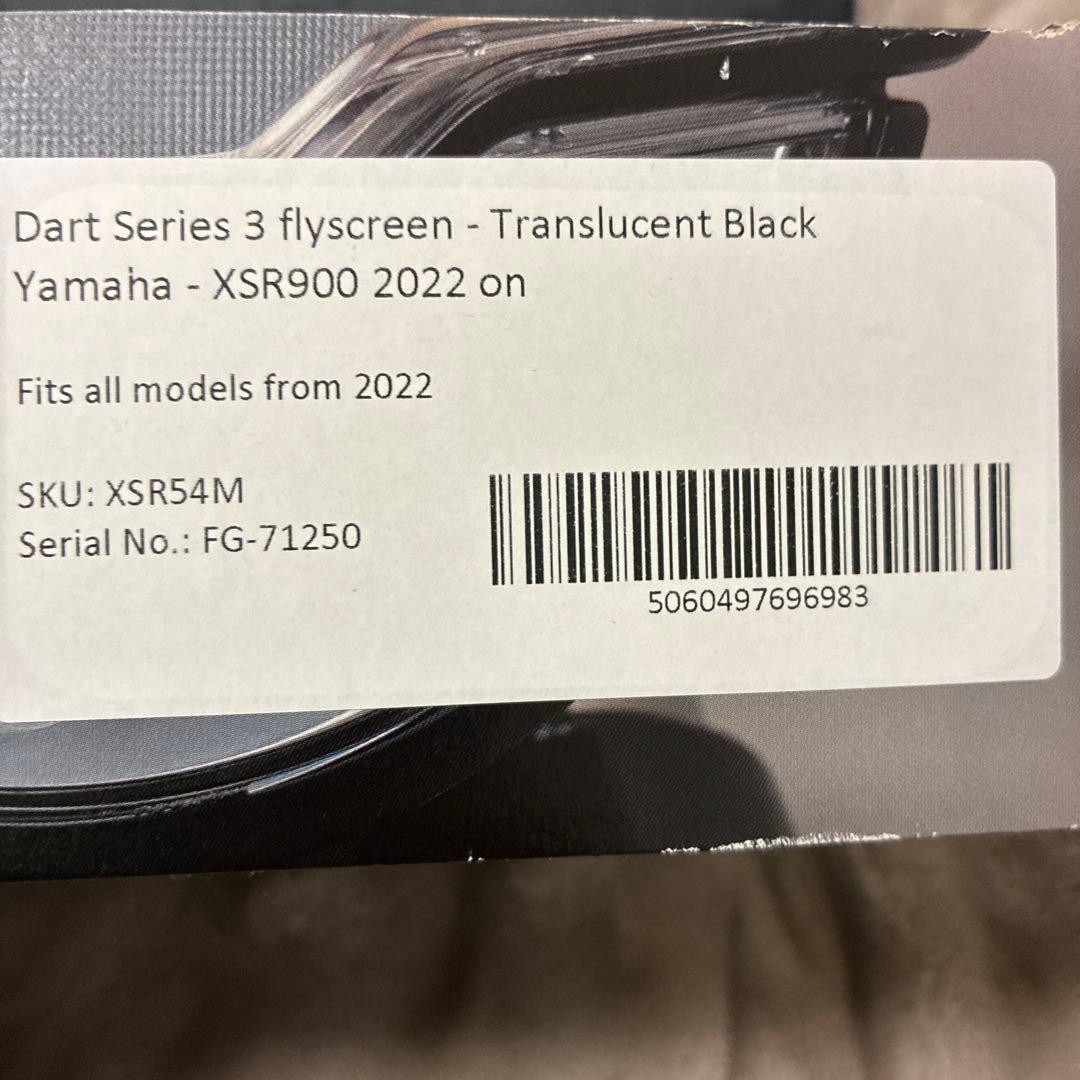 Dart Series 3 flyscreen - Translucent Black
Yamaha - XSR900 2022 on
Fits all models from 2022
SKU: XSR54M
Serial No.: FG-71250
5060497696983